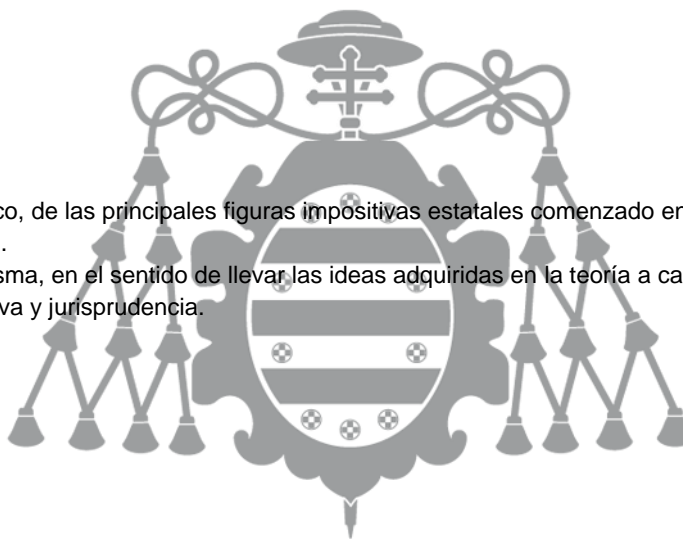 co, de las principales figuras impositivas estatales comenzado en
.
sma, en el sentido de llevar las ideas adquiridas en la teoría a ca
va y jurisprudencia.